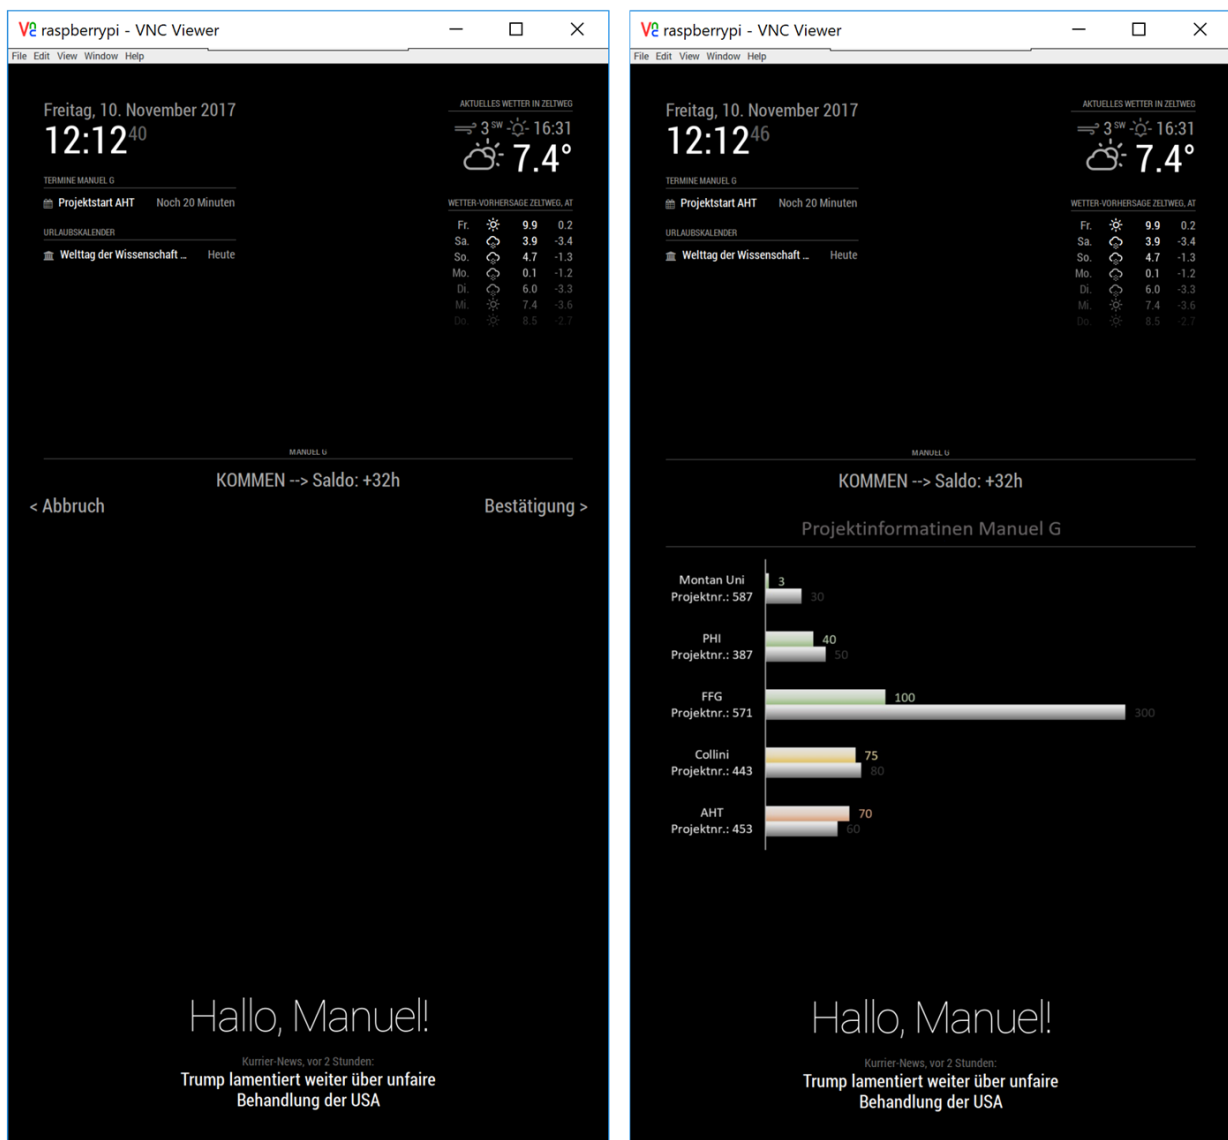 raspberrypi - VNC Viewer
File Edit View Window Help
Freitag, 10. November 2017
12:12 40
TERMINE MANUEL G
Projektstart AHT Noch 20 Minuten
URLAUBSKALENDER
Welttag der Wissenschaft ... Heute
AKTUELLES WETTER IN ZELTWEG
3 SW 16:31
7.4°
WETTER-VORHERSAGE ZELTWEG, AT
Fr. 9.9 0.2
Sa. 3.9 -3.4
So. 4.7 -1.3
Mo. 0.1 -1.2
Di. 6.0 -3.3
Mi. 7.4 -3.6
Do. 8.5 -2.7
MANUEL G
KOMMEN --> Saldo: +32h
< Abbruch Bestätigung >
Hallo, Manuel!
Kurrier-News, vor 2 Stunden:
Trump lamentiert weiter über unfaire
Behandlung der USA
raspberrypi - VNC Viewer
File Edit View Window Help
Freitag, 10. November 2017
12:12 46
TERMINE MANUEL G
Projektstart AHT Noch 20 Minuten
URLAUBSKALENDER
Welttag der Wissenschaft ... Heute
AKTUELLES WETTER IN ZELTWEG
3 SW 16:31
7.4°
WETTER-VORHERSAGE ZELTWEG, AT
Fr. 9.9 0.2
Sa. 3.9 -3.4
So. 4.7 -1.3
Mo. 0.1 -1.2
Di. 6.0 -3.3
Mi. 7.4 -3.6
Do. 8.5 -2.7
MANUEL G
KOMMEN --> Saldo: +32h
Projektinformatinen Manuel G
Montan Uni 3
Projektnr.: 587 30
PHI 40
Projektnr.: 387 50
FFG 100
Projektnr.: 571 300
Collini 75
Projektnr.: 443 80
AHT 70
Projektnr.: 453 60
Hallo, Manuel!
Kurrier-News, vor 2 Stunden:
Trump lamentiert weiter über unfaire
Behandlung der USA